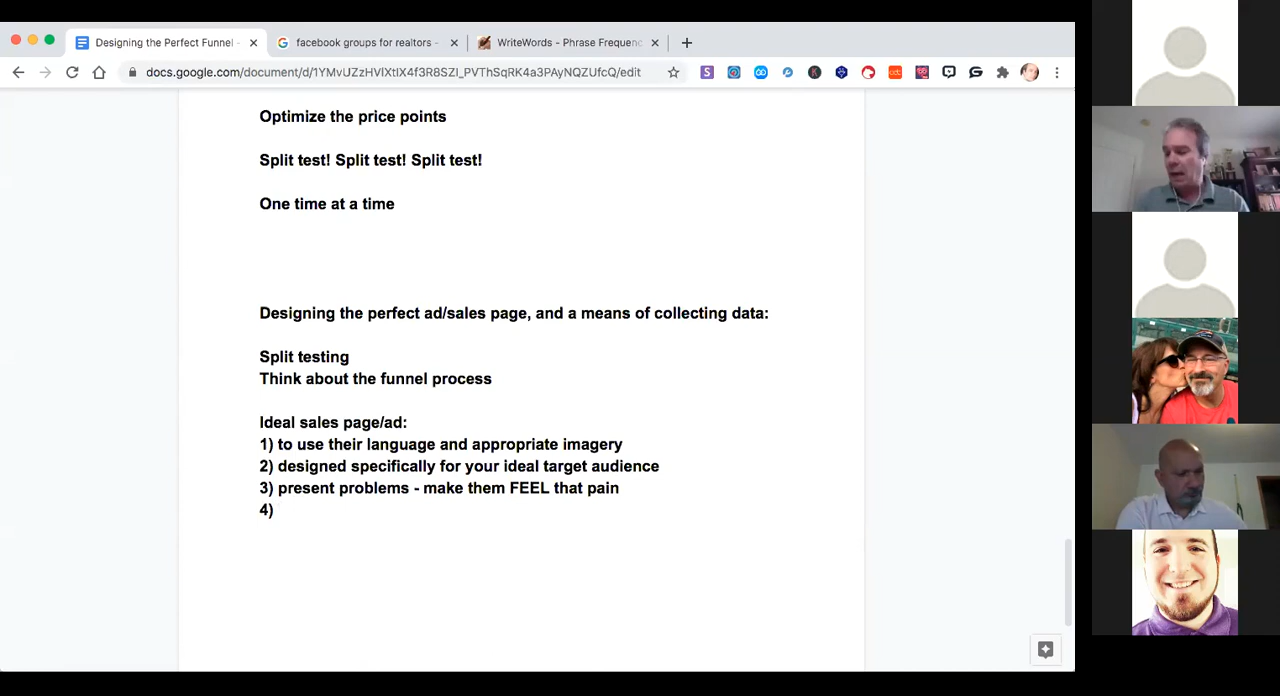 Designing the Perfect Funnel -
facebook groups for realtors -
WriteWords - Phrase Frequenc
docs.google.com/document/d/1YMvUZzHVIXtIX4f3R8SZI_PVThSqRK4a3PAyNQZUfcQ/edit
Optimize the price points
Split test! Split test! Split test!
One time at a time
Designing the perfect ad/sales page, and a means of collecting data:
Split testing
Think about the funnel process
Ideal sales page/ad:
1) to use their language and appropriate imagery
2) designed specifically for your ideal target audience
3) present problems - make them FEEL that pain
4)